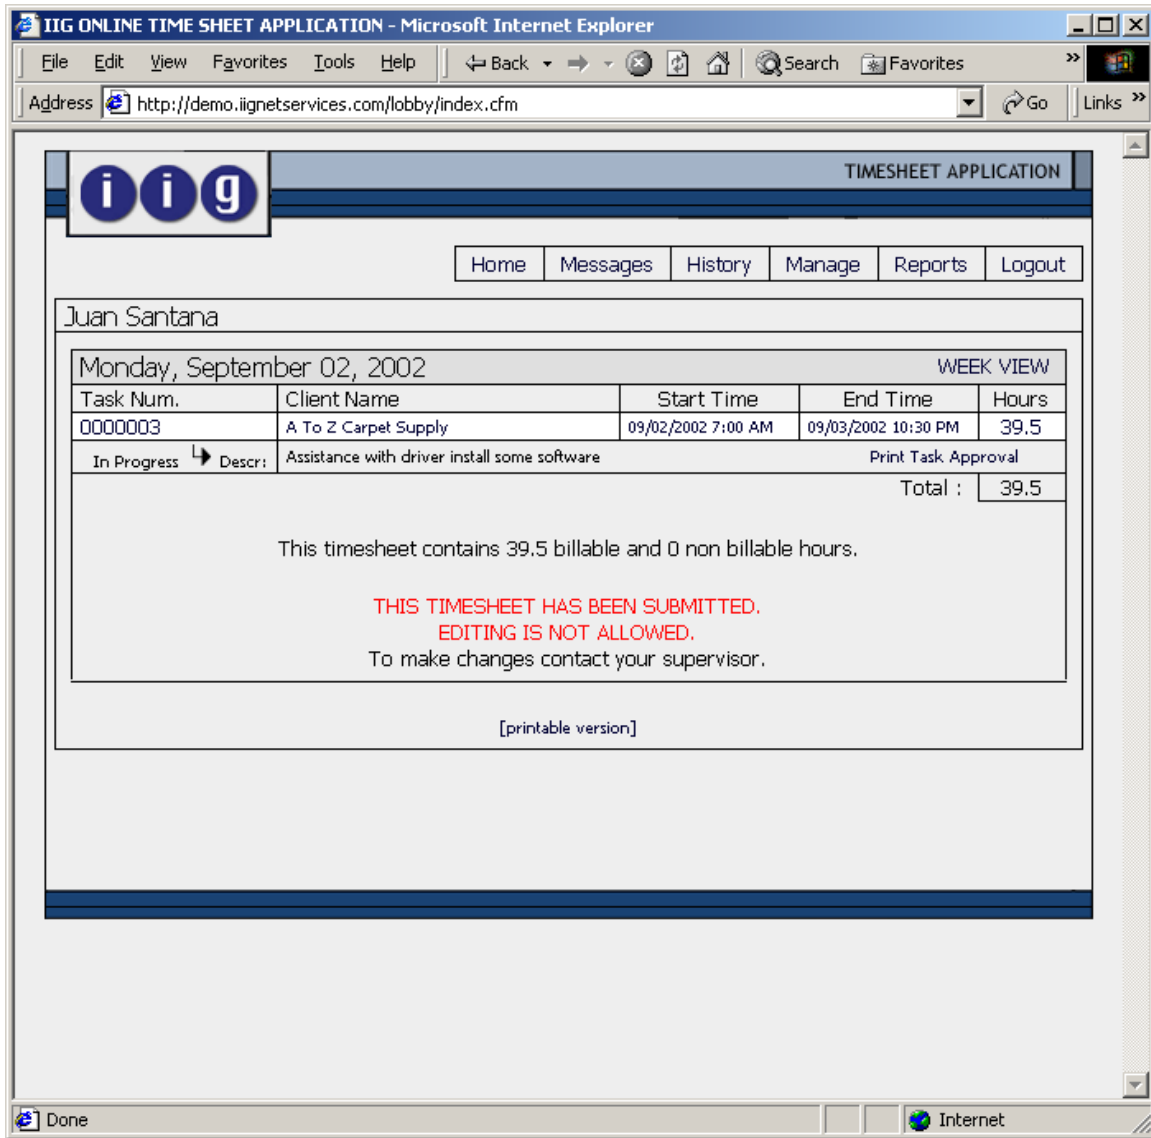 IIG ONLINE TIME SHEET APPLICATION - Microsoft Internet Explorer
File Edit View Favorites Tools Help Back Search Favorites »
Address http://demo.iignetservices.com/lobby/index.cfm Go Links »
iig
TIMESHEET APPLICATION
Home Messages History Manage Reports Logout
Juan Santana
Monday, September 02, 2002 WEEK VIEW
Task Num. Client Name Start Time End Time Hours
0000003 A To Z Carpet Supply 09/02/2002 7:00 AM 09/03/2002 10:30 PM 39.5
In Progress Descr: Assistance with driver install some software Print Task Approval
Total : 39.5
This timesheet contains 39.5 billable and 0 non billable hours.
THIS TIMESHEET HAS BEEN SUBMITTED.
EDITING IS NOT ALLOWED.
To make changes contact your supervisor.
[printable version]
Done Internet